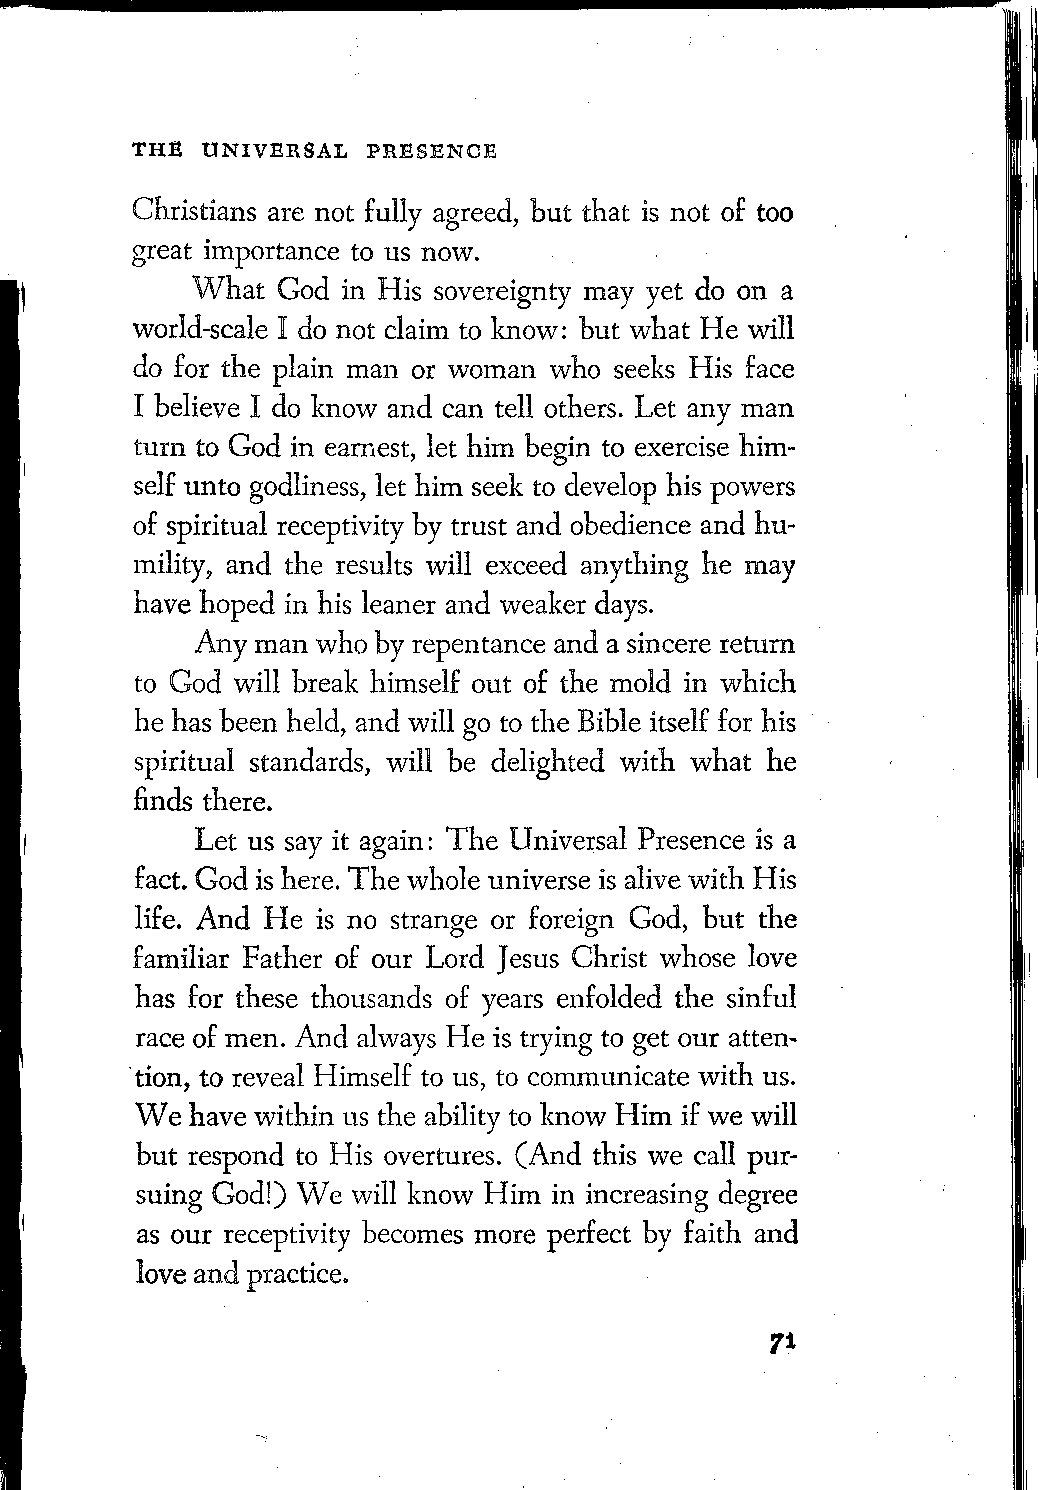 THE UNIVERSAL PRESENCE
Christians are not fully agreed, but that is not of too
great importance to us now.
What God in His sovereignty may yet do on a
world-scale I do not claim to know: but what He will
do for the plain man or woman who seeks His face
I believe I do know and can tell others. Let any man
turn to God in earnest, let him begin to exercise him-
self unto godliness, let him seek to develop his powers
of spiritual receptivity by trust and obedience and hu-
mility, and the results will exceed anything he may
have hoped in his leaner and weaker days.
Any man who by repentance and a sincere return
to God will break himself out of the mold in which
he has been held, and will go to the Bible itself for his
spiritual standards, will be delighted with what he
finds there.
Let us say it again: The Universal Presence is a
fact. God is here. The whole universe is alive with His
life. And He is no strange or foreign God, but the
familiar Father of our Lord Jesus Christ whose love
has for these thousands of years enfolded the sinful
race of men. And always He is trying to get our atten-
tion, to reveal Himself to us, to communicate with us.
We have within us the ability to know Him if we will
but respond to His overtures. (And this we call pur-
suing God!) We will know Him in increasing degree
as our receptivity becomes more perfect by faith and
love and practice.
71